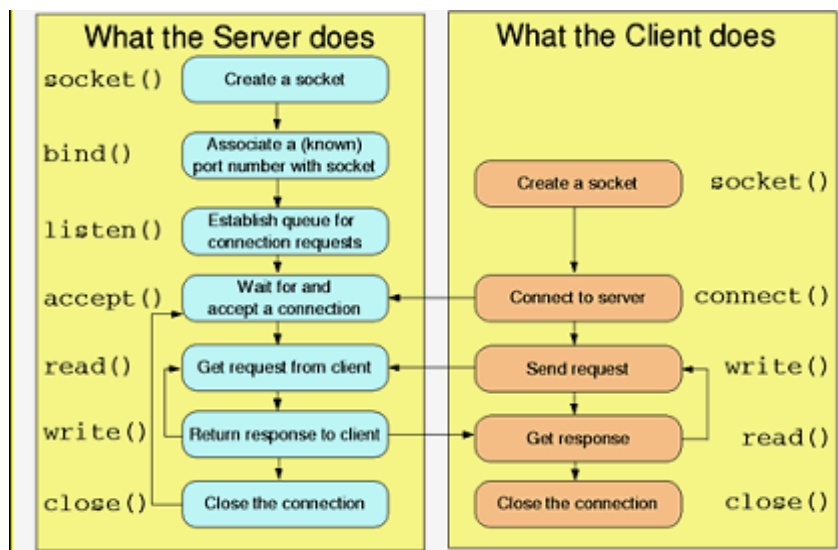 What the Server does
socket()
Create a socket
bind()
Associate a (known)
port number with socket
listen()
Establish queue for
connection requests
accept()
Wait for and
accept a connection
read()
Get request from client
write()
Return response to client
close()
Close the connection
What the Client does
Create a socket
socket()
Connect to server
connect()
Send request
write()
Get response
read()
Close the connection
close()